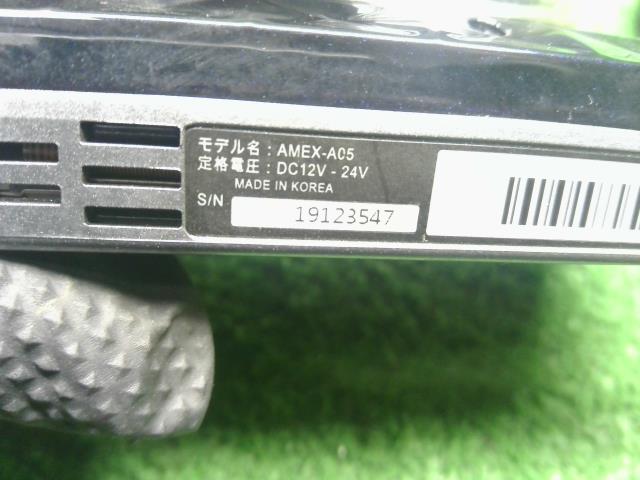 モデル名 : AMEX-A05
定格電圧 : DC12V - 24V
MADE IN KOREA
S/N 19123547